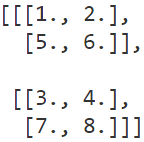 [[[1., 2.],
[5., 6.]],
[[3., 4.],
[7., 8.]]]